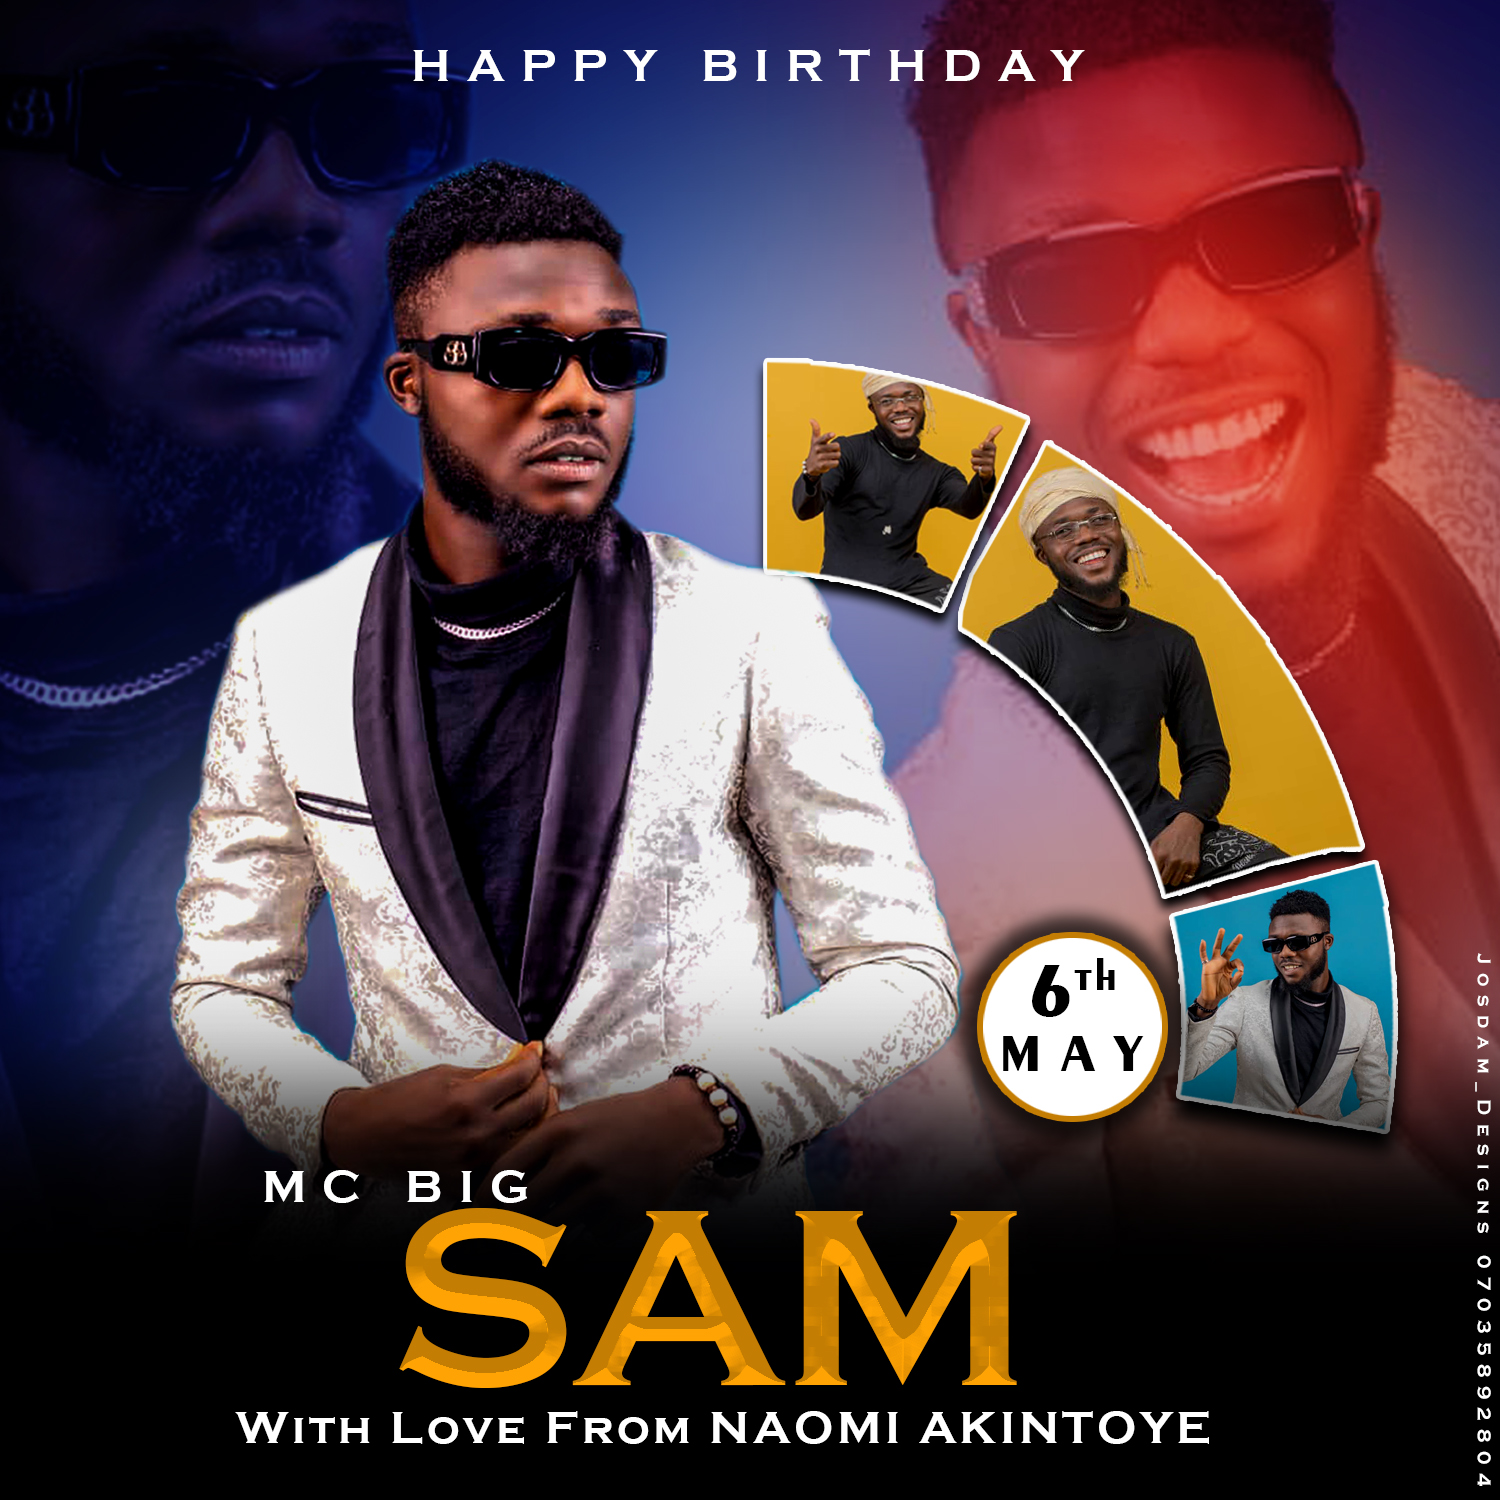 HAPPY BIRTHDAY
6th
MAY
MC BIG
SAM
With Love From NAOMI AKINTOYE
Josdam_Designs 07035892804